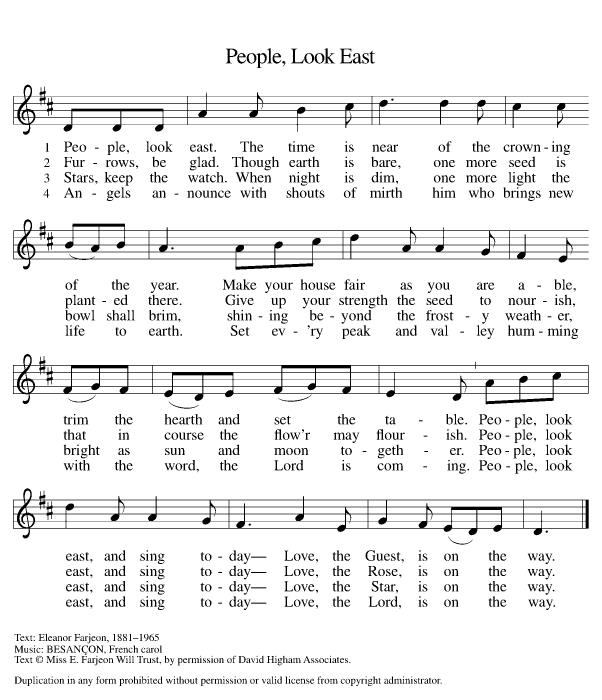 People, Look East
1 Peo - ple, look east. The time is near of the crown - ing
2 Fur - rows, be glad. Though earth is bare, one more seed is
3 Stars, keep the watch. When night is dim, one more light the
4 An - gels an - nounce with shouts of mirth him who brings new
of the year. Make your house fair as you are a - ble,
plant - ed there. Give up your strength the seed to nour - ish,
bowl shall brim, shin - ing be - yond the frost - y weath - er,
life to earth. Set ev - 'ry peak and val - ley hum - ming
trim the hearth and set the ta - ble. Peo - ple, look
that in course the flow'r may flour - ish. Peo - ple, look
bright as sun and moon to - geth - er. Peo - ple, look
with the word, the Lord is com - ing. Peo - ple, look
east, and sing to - day— Love, the Guest, is on the way.
east, and sing to - day— Love, the Rose, is on the way.
east, and sing to - day— Love, the Star, is on the way.
east, and sing to - day— Love, the Lord, is on the way.
Text: Eleanor Farjeon, 1881–1965
Music: BESANÇON, French carol
Text © Miss E. Farjeon Will Trust, by permission of David Higham Associates.
Duplication in any form prohibited without permission or valid license from copyright administrator.